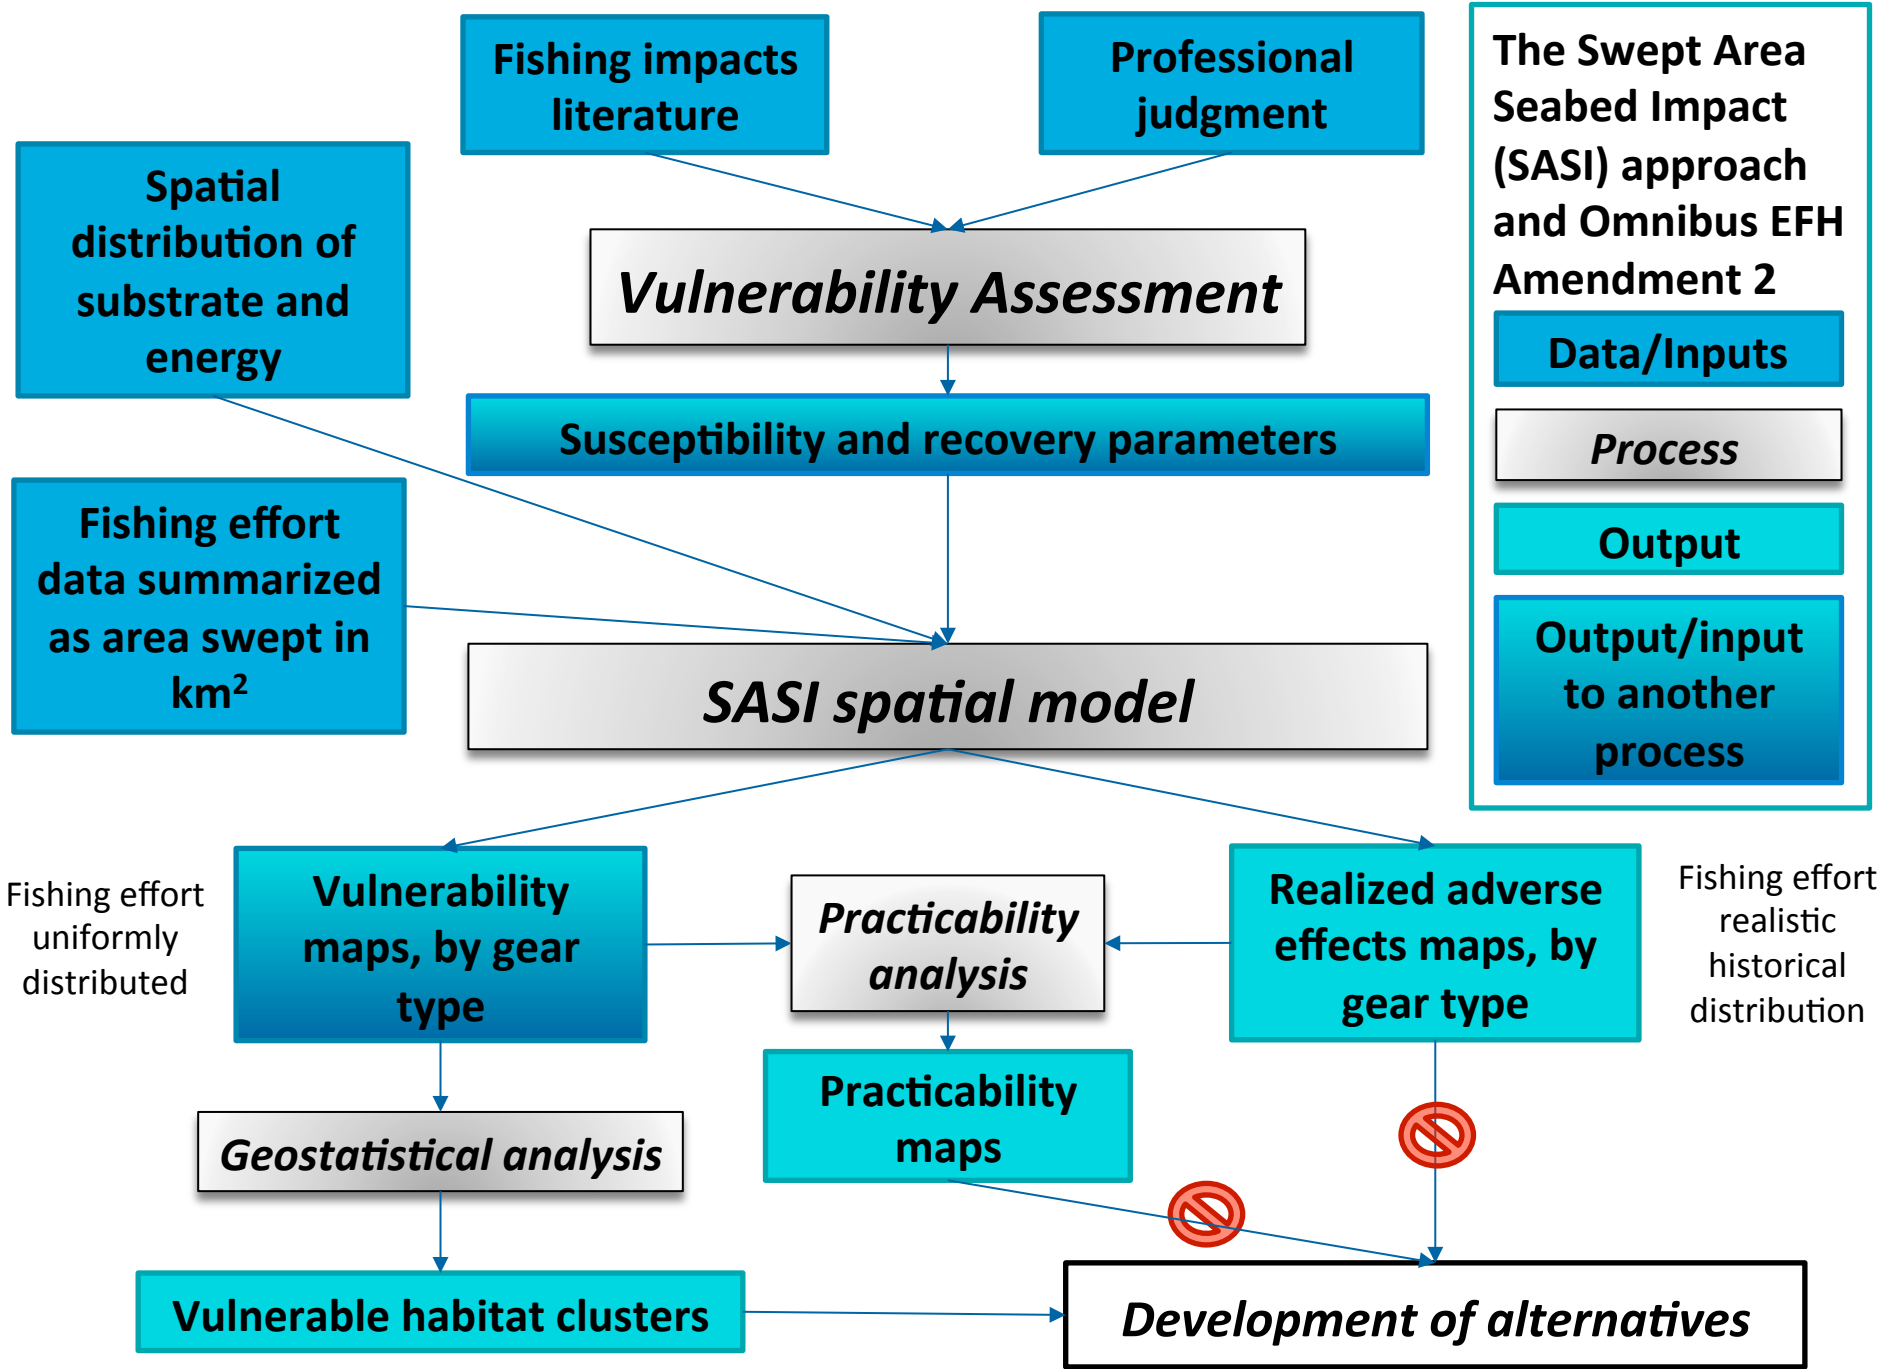 Fishing impacts
literature
Professional
judgment
The Swept Area
Seabed Impact
(SASI) approach
and Omnibus EFH
Amendment 2
Data/Inputs
Process
Output
Output/input
to another
process
Spatial
distribution of
substrate and
energy
Vulnerability Assessment
Susceptibility and recovery parameters
Fishing effort
data summarized
as area swept in
km²
SASI spatial model
Fishing effort
uniformly
distributed
Vulnerability
maps, by gear
type
Practicability
analysis
Realized adverse
effects maps, by
gear type
Fishing effort
realistic
historical
distribution
Practicability
maps
Geostatistical analysis
Vulnerable habitat clusters
Development of alternatives